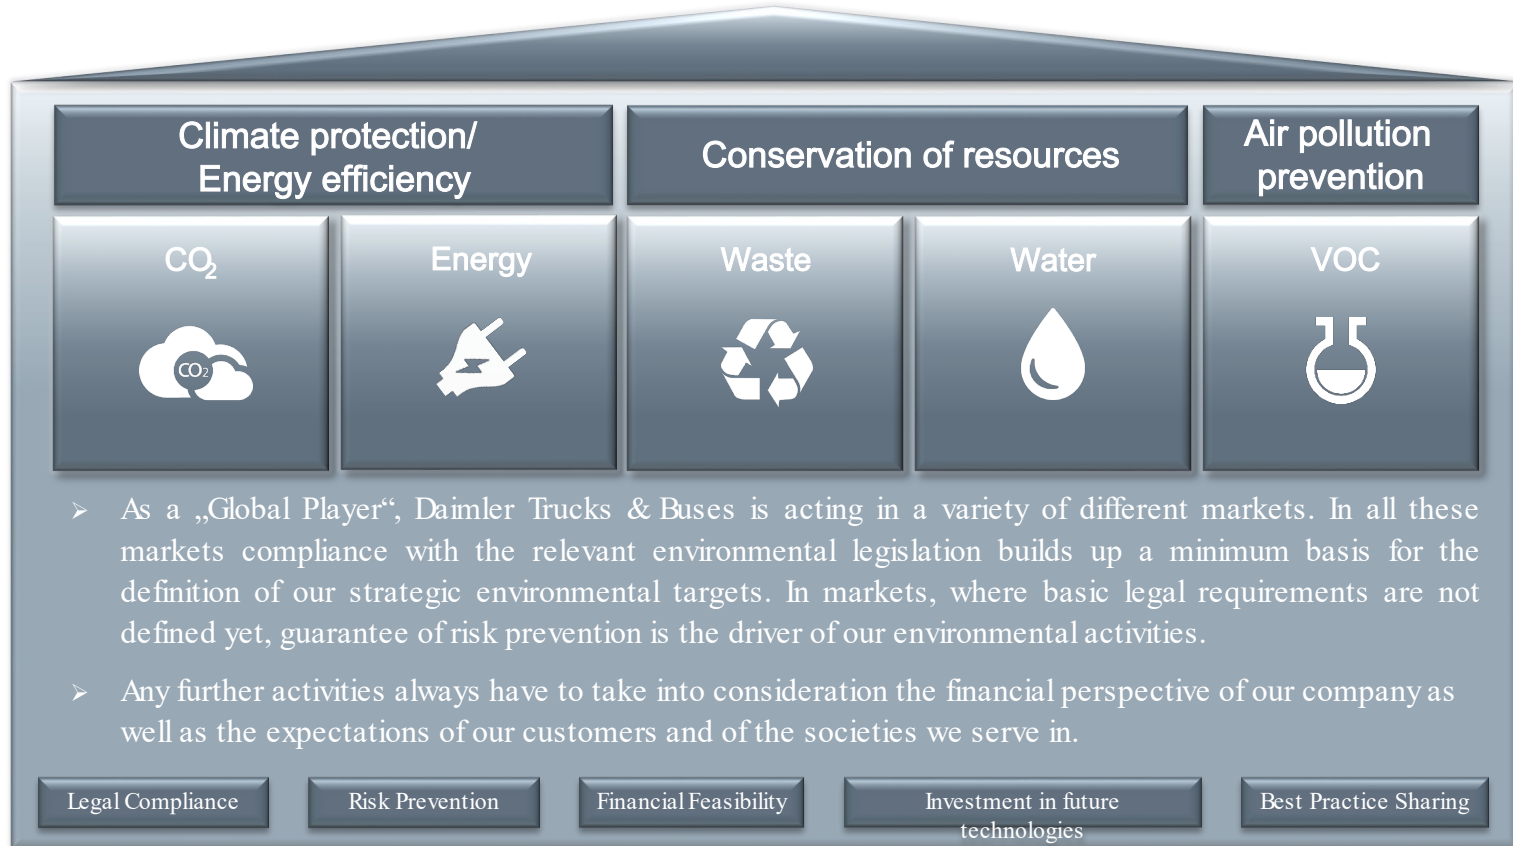 Climate protection/
Energy efficiency
Conservation of resources
Air pollution
prevention
CO2
Energy
Waste
Water
VOC
CO2
As a „Global Player“, Daimler Trucks & Buses is acting in a variety of different markets. In all these
markets compliance with the relevant environmental legislation builds up a minimum basis for the
definition of our strategic environmental targets. In markets, where basic legal requirements are not
defined yet, guarantee of risk prevention is the driver of our environmental activities.
Any further activities always have to take into consideration the financial perspective of our company as
well as the expectations of our customers and of the societies we serve in.
Legal Compliance
Risk Prevention
Financial Feasibility
Investment in future
technologies
Best Practice Sharing